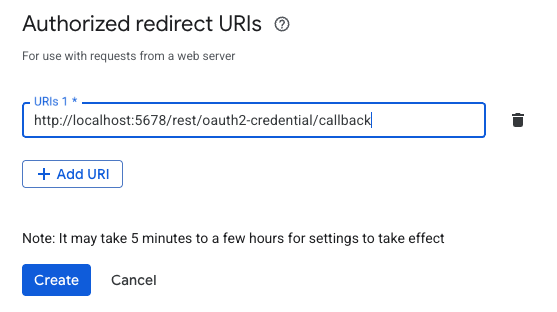 Authorized redirect URIs
For use with requests from a web server
URIs 1 *
http://localhost:5678/rest/oauth2-credential/callback
+ Add URI
Note: It may take 5 minutes to a few hours for settings to take effect
Create Cancel